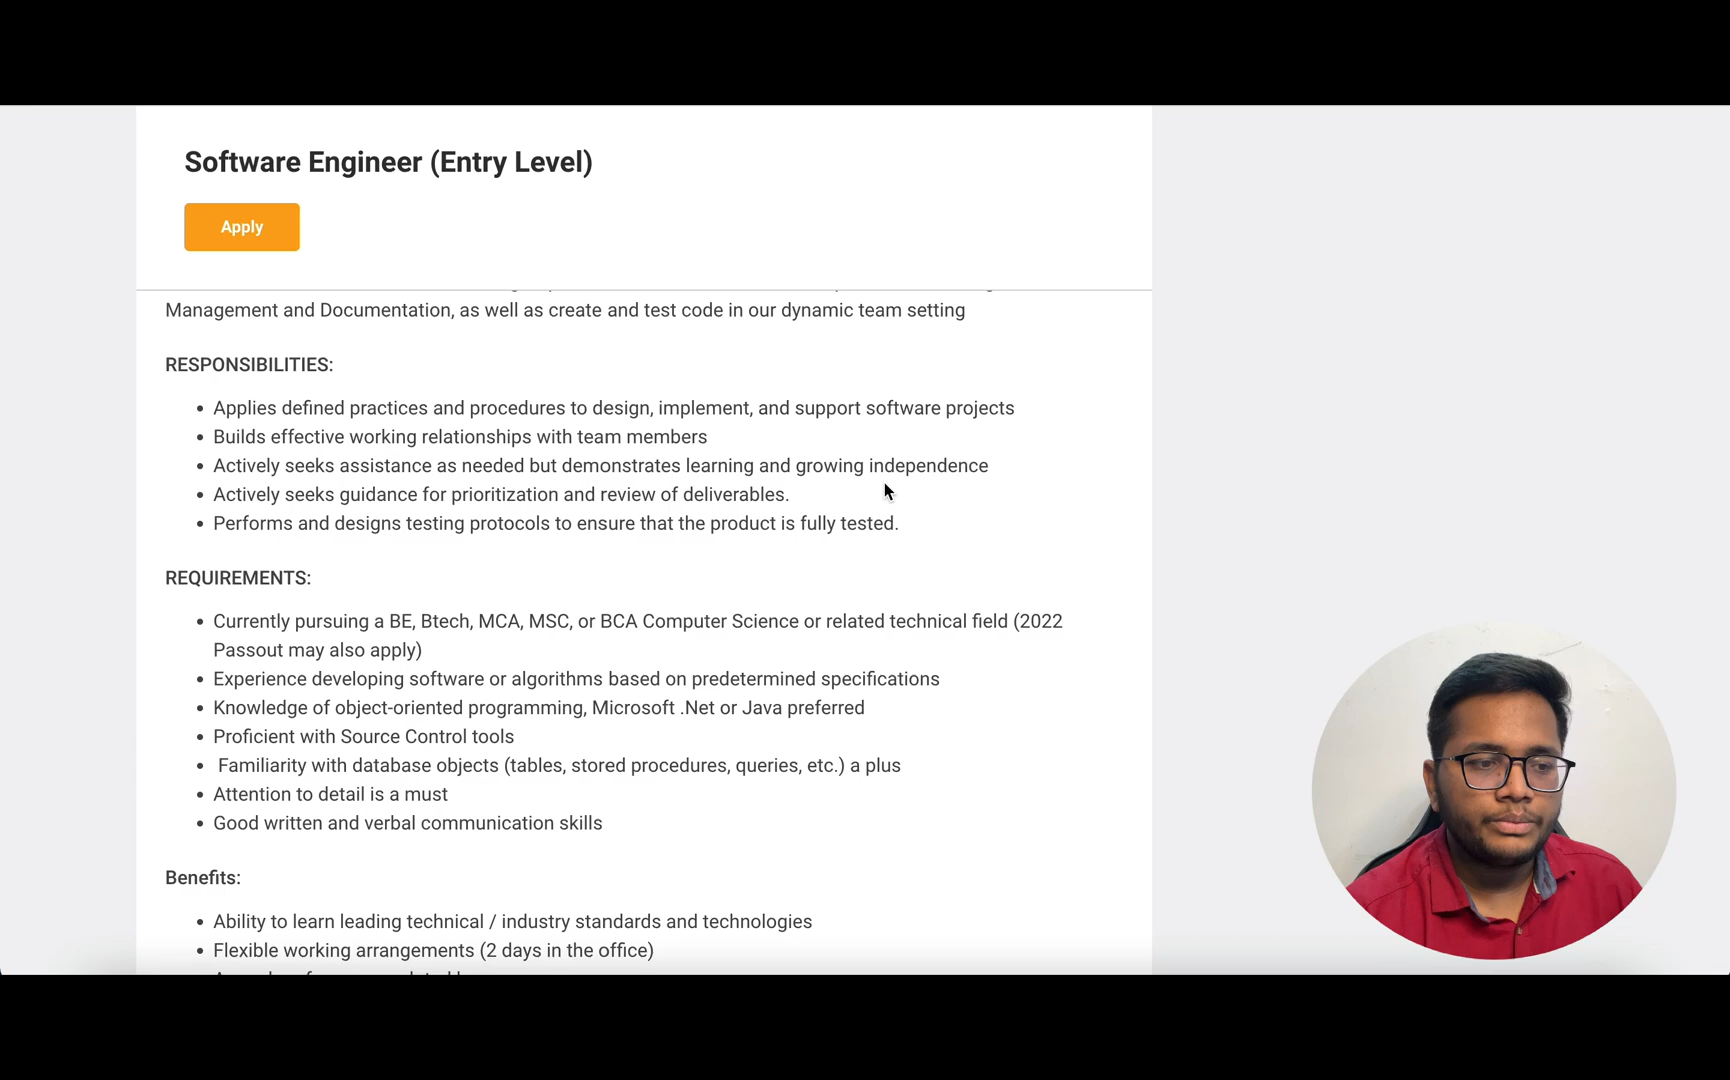 Software Engineer (Entry Level)
Apply
Management and Documentation, as well as create and test code in our dynamic team setting
RESPONSIBILITIES:
• Applies defined practices and procedures to design, implement, and support software projects
• Builds effective working relationships with team members
• Actively seeks assistance as needed but demonstrates learning and growing independence
• Actively seeks guidance for prioritization and review of deliverables.
• Performs and designs testing protocols to ensure that the product is fully tested.
REQUIREMENTS:
• Currently pursuing a BE, Btech, MCA, MSC, or BCA Computer Science or related technical field (2022
Passout may also apply)
• Experience developing software or algorithms based on predetermined specifications
• Knowledge of object-oriented programming, Microsoft .Net or Java preferred
• Proficient with Source Control tools
• Familiarity with database objects (tables, stored procedures, queries, etc.) a plus
• Attention to detail is a must
• Good written and verbal communication skills
Benefits:
• Ability to learn leading technical / industry standards and technologies
• Flexible working arrangements (2 days in the office)